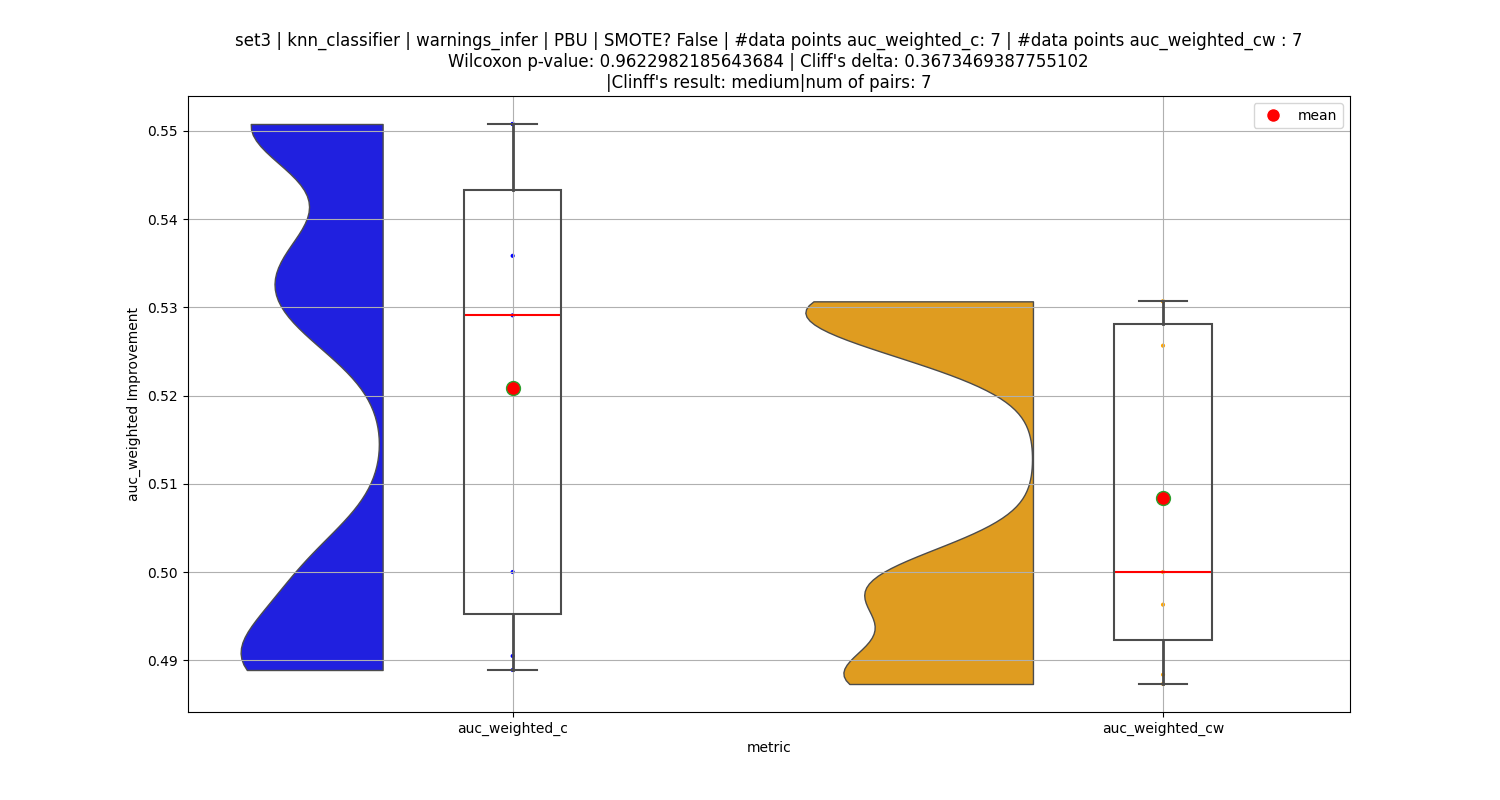 set3 | knn_classifier | warnings_infer | PBU | SMOTE? False | #data points auc_weighted_c: 7 | #data points auc_weighted_cw : 7
Wilcoxon p-value: 0.9622982185643684 | Cliff's delta: 0.3673469387755102
|Clinff's result: medium|num of pairs: 7
mean
0.55
0.54
0.53
0.52
0.51
0.50
0.49
auc_weighted Improvement
auc_weighted_c
auc_weighted_cw
metric